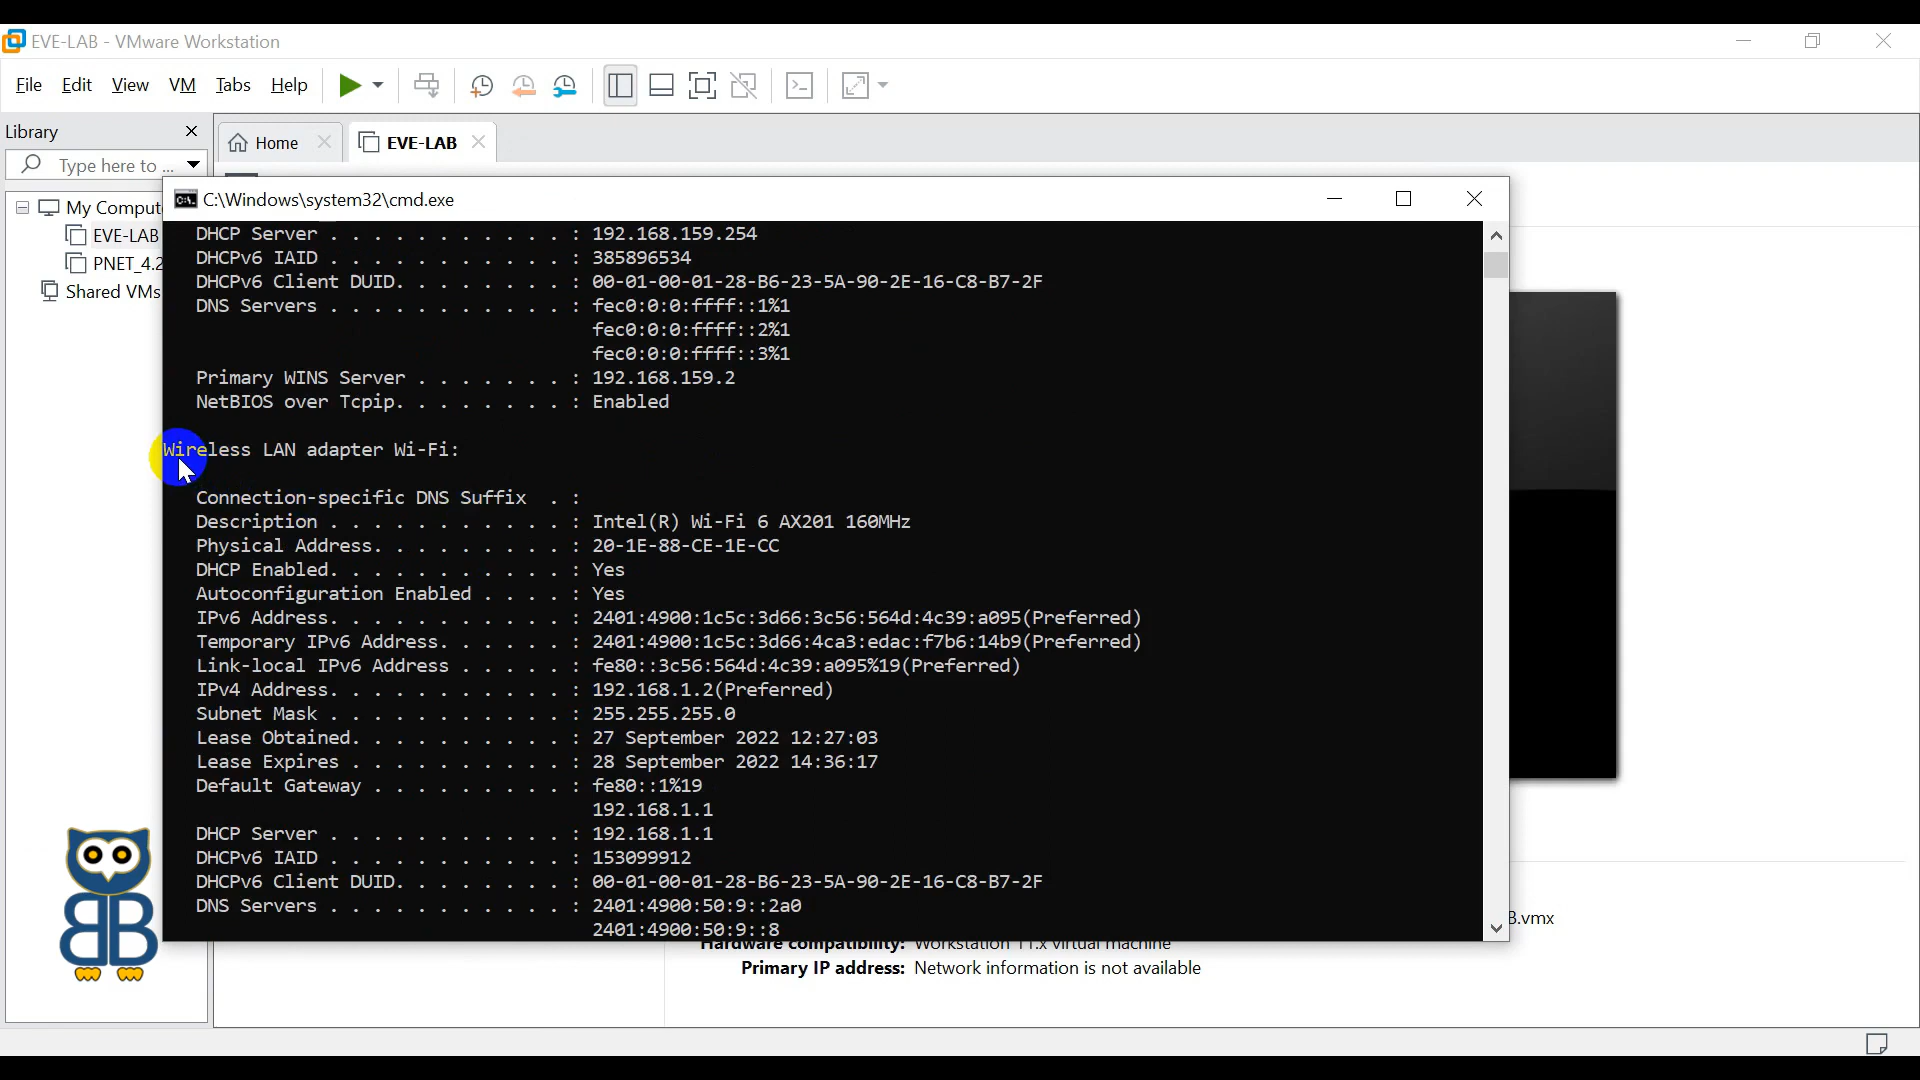 EVE-LAB - VMware Workstation
File Edit View VM Tabs Help
Library
Home
EVE-LAB
Type here to ...
C:\Windows\system32\cmd.exe
My Comput
EVE-LAB
PNET_4.2
Shared VMs
DHCP Server . . . . . . . . . . . : 192.168.159.254
DHCPv6 IAID . . . . . . . . . . . : 385896534
DHCPv6 Client DUID. . . . . . . . : 00-01-00-01-28-B6-23-5A-90-2E-16-C8-B7-2F
DNS Servers . . . . . . . . . . . : fec0:0:0:ffff::1%1
fec0:0:0:ffff::2%1
fec0:0:0:ffff::3%1
Primary WINS Server . . . . . . . : 192.168.159.2
NetBIOS over Tcpip. . . . . . . . : Enabled
Wireless LAN adapter Wi-Fi:
Connection-specific DNS Suffix . :
Description . . . . . . . . . . . : Intel(R) Wi-Fi 6 AX201 160MHz
Physical Address. . . . . . . . . : 20-1E-88-CE-1E-CC
DHCP Enabled. . . . . . . . . . . : Yes
Autoconfiguration Enabled . . . . : Yes
IPv6 Address. . . . . . . . . . . : 2401:4900:1c5c:3d66:3c56:564d:4c39:a095(Preferred)
Temporary IPv6 Address. . . . . . : 2401:4900:1c5c:3d66:4ca3:edac:f7b6:14b9(Preferred)
Link-local IPv6 Address . . . . . : fe80::3c56:564d:4c39:a095%19(Preferred)
IPv4 Address. . . . . . . . . . . : 192.168.1.2(Preferred)
Subnet Mask . . . . . . . . . . . : 255.255.255.0
Lease Obtained. . . . . . . . . . : 27 September 2022 12:27:03
Lease Expires . . . . . . . . . . : 28 September 2022 14:36:17
Default Gateway . . . . . . . . . : fe80::1%19
192.168.1.1
DHCP Server . . . . . . . . . . . : 192.168.1.1
DHCPv6 IAID . . . . . . . . . . . : 153099912
DHCPv6 Client DUID. . . . . . . . : 00-01-00-01-28-B6-23-5A-90-2E-16-C8-B7-2F
DNS Servers . . . . . . . . . . . : 2401:4900:50:9::2a0
2401:4900:50:9::8
B.vmx
Hardware compatibility: Workstation 11.x virtual machine
Primary IP address: Network information is not available